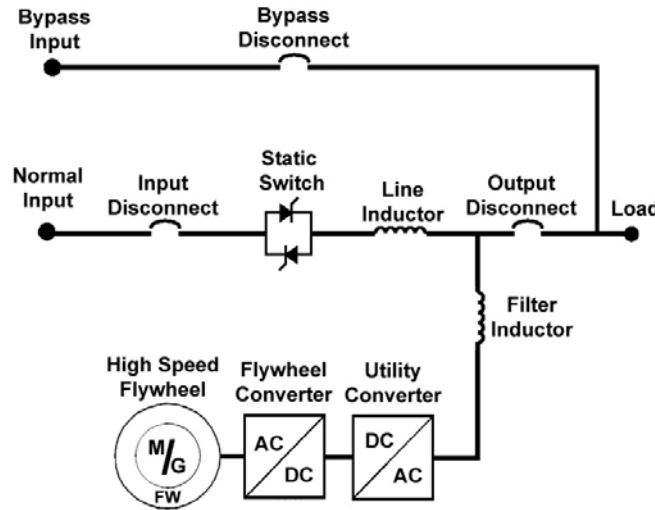 Bypass
Input
Bypass
Disconnect
Normal
Input
Input
Disconnect
Static
Switch
Line
Inductor
Output
Disconnect
Load
Filter
Inductor
High Speed
Flywheel
Flywheel
Converter
Utility
Converter
M/G
FW
AC
DC
DC
AC